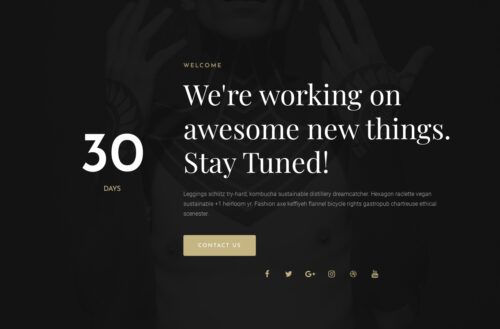 WELCOME
We're working on
awesome new things.
Stay Tuned!
30
DAYS
Leggings schlitz try-hard, kombucha sustainable distillery dreamcatcher. Hexagon raclette vegan
sustainable +1 heirloom yr. Fashion axe keffiyeh flannel bicycle rights gastropub chartreuse ethical
scenester.
CONTACT US